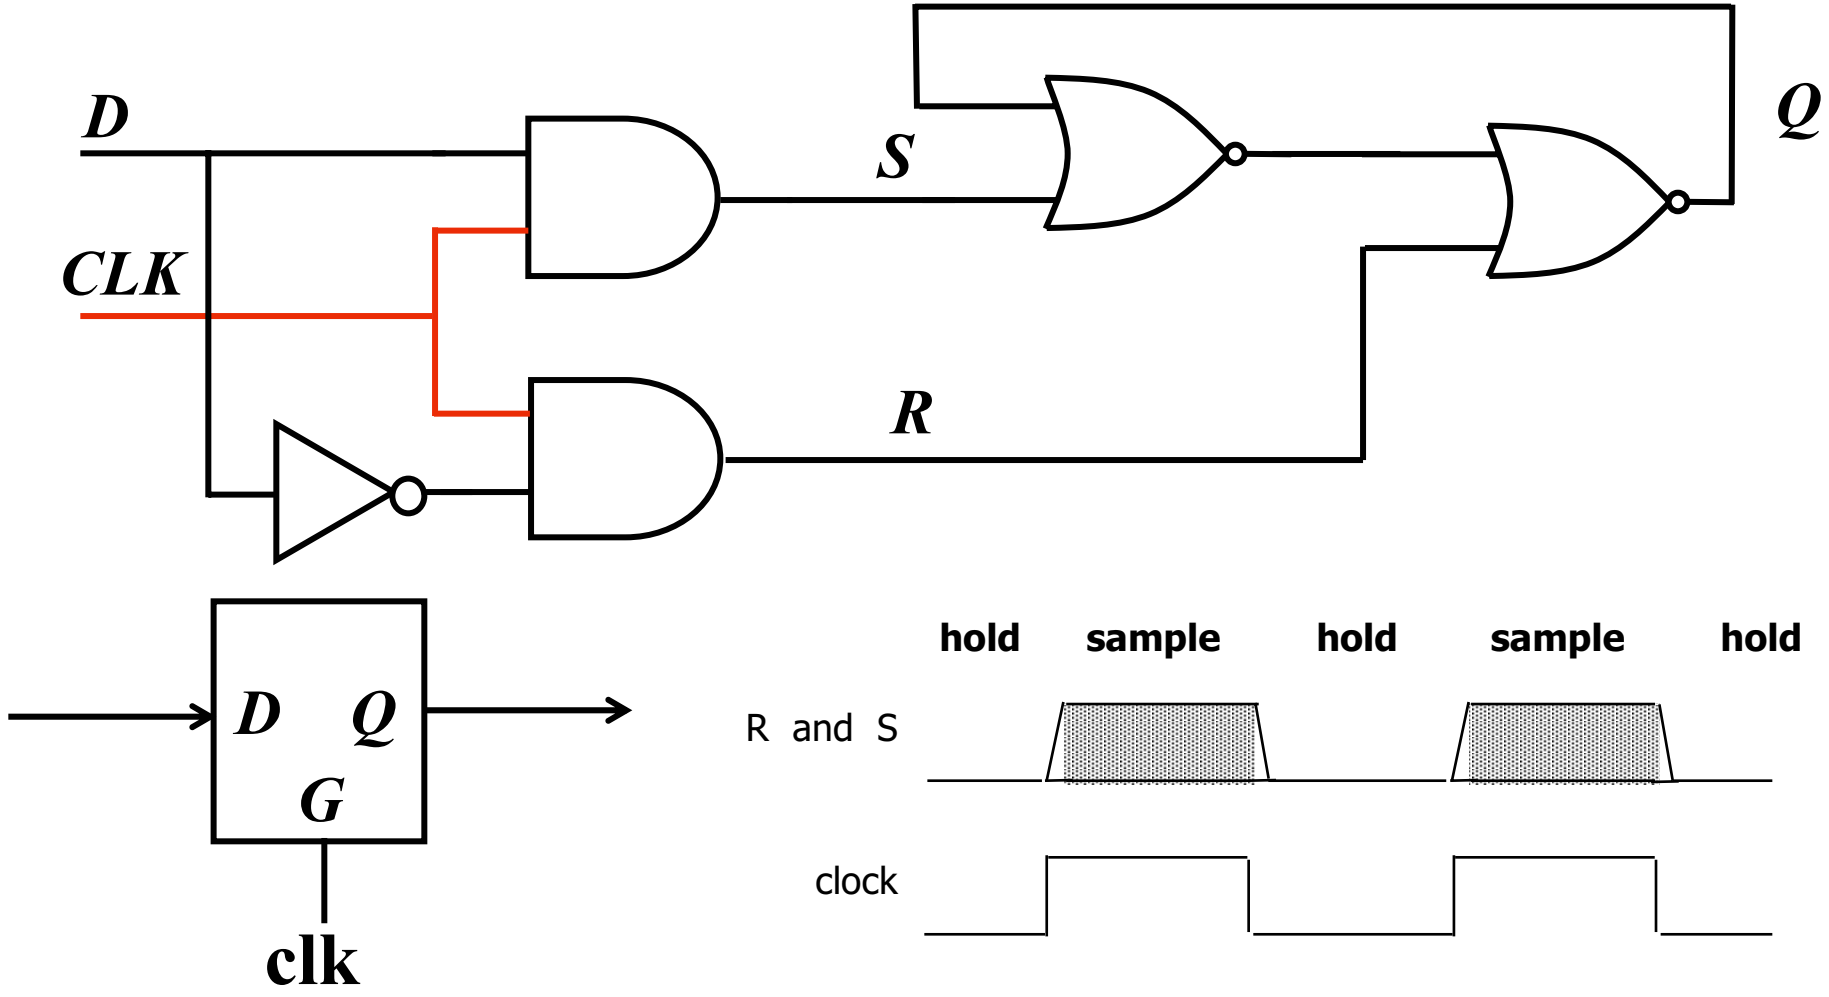 D
Q
S
CLK
R
hold sample hold sample hold
D Q
R and S
G
clock
clk